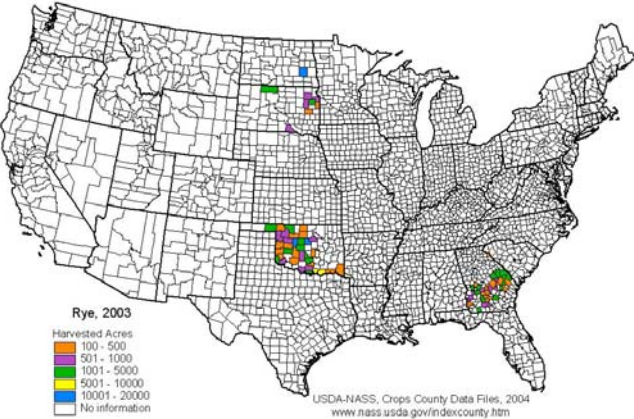 Rye, 2003
Harvested Acres
100 - 500
501 - 1000
1001 - 5000
5001 - 10000
10001 - 20000
No information
USDA-NASS, Crops County Data Files, 2004
www.nass.usda.gov/indexcounty.htm